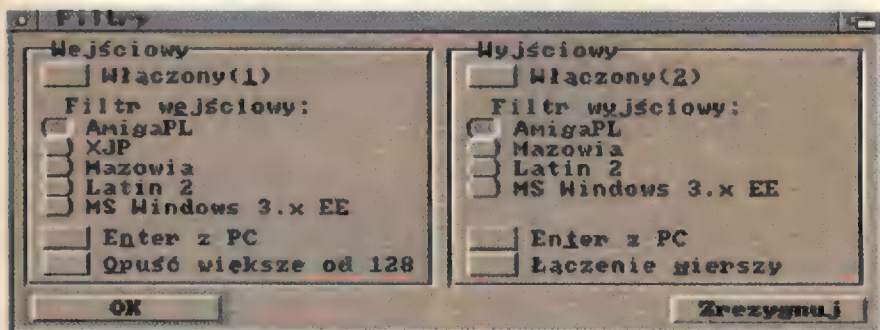 Filtry
Wejściowy
Włączony(1)
Filtr wejściowy:
AmigaPL
XJP
Mazowia
Latin 2
MS Windows 3.x EE
Enter z PC
Opuść większe od 128
Wyjściowy
Włączony(2)
Filtr wyjściowy:
AmigaPL
Mazowia
Latin 2
MS Windows 3.x EE
Enter z PC
Łączenie wierszy
OK
Zrezygnuj